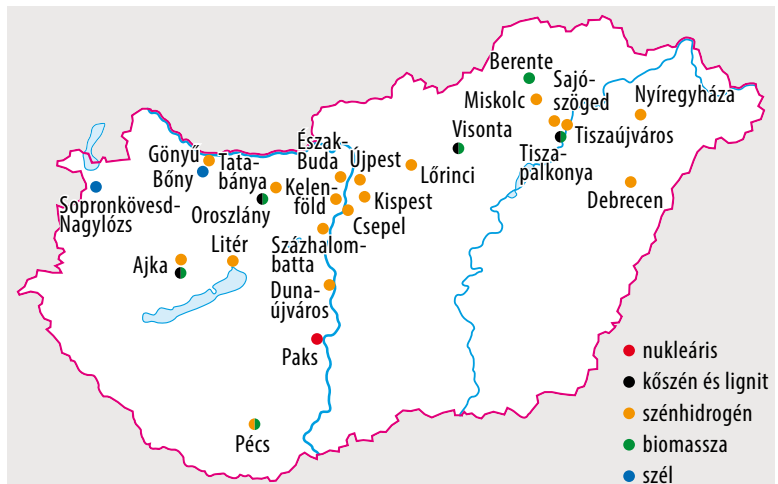 Berente
Sajó-
szöged
Miskolc
Nyíregyháza
Visonta
Tiszaújváros
Tisza-
palkonya
Debrecen
Észak-
Buda
Újpest
Lőrinci
Gönyű
Bőny
Tata-
bánya
Kelen-
föld
Kispest
Csepel
Sopronkövesd-
Nagylózs
Oroszlány
Százhalom-
batta
Ajka
Litér
Duna-
újváros
Paks
Pécs
nukleáris
kőszén és lignit
szénhidrogén
biomassza
szél